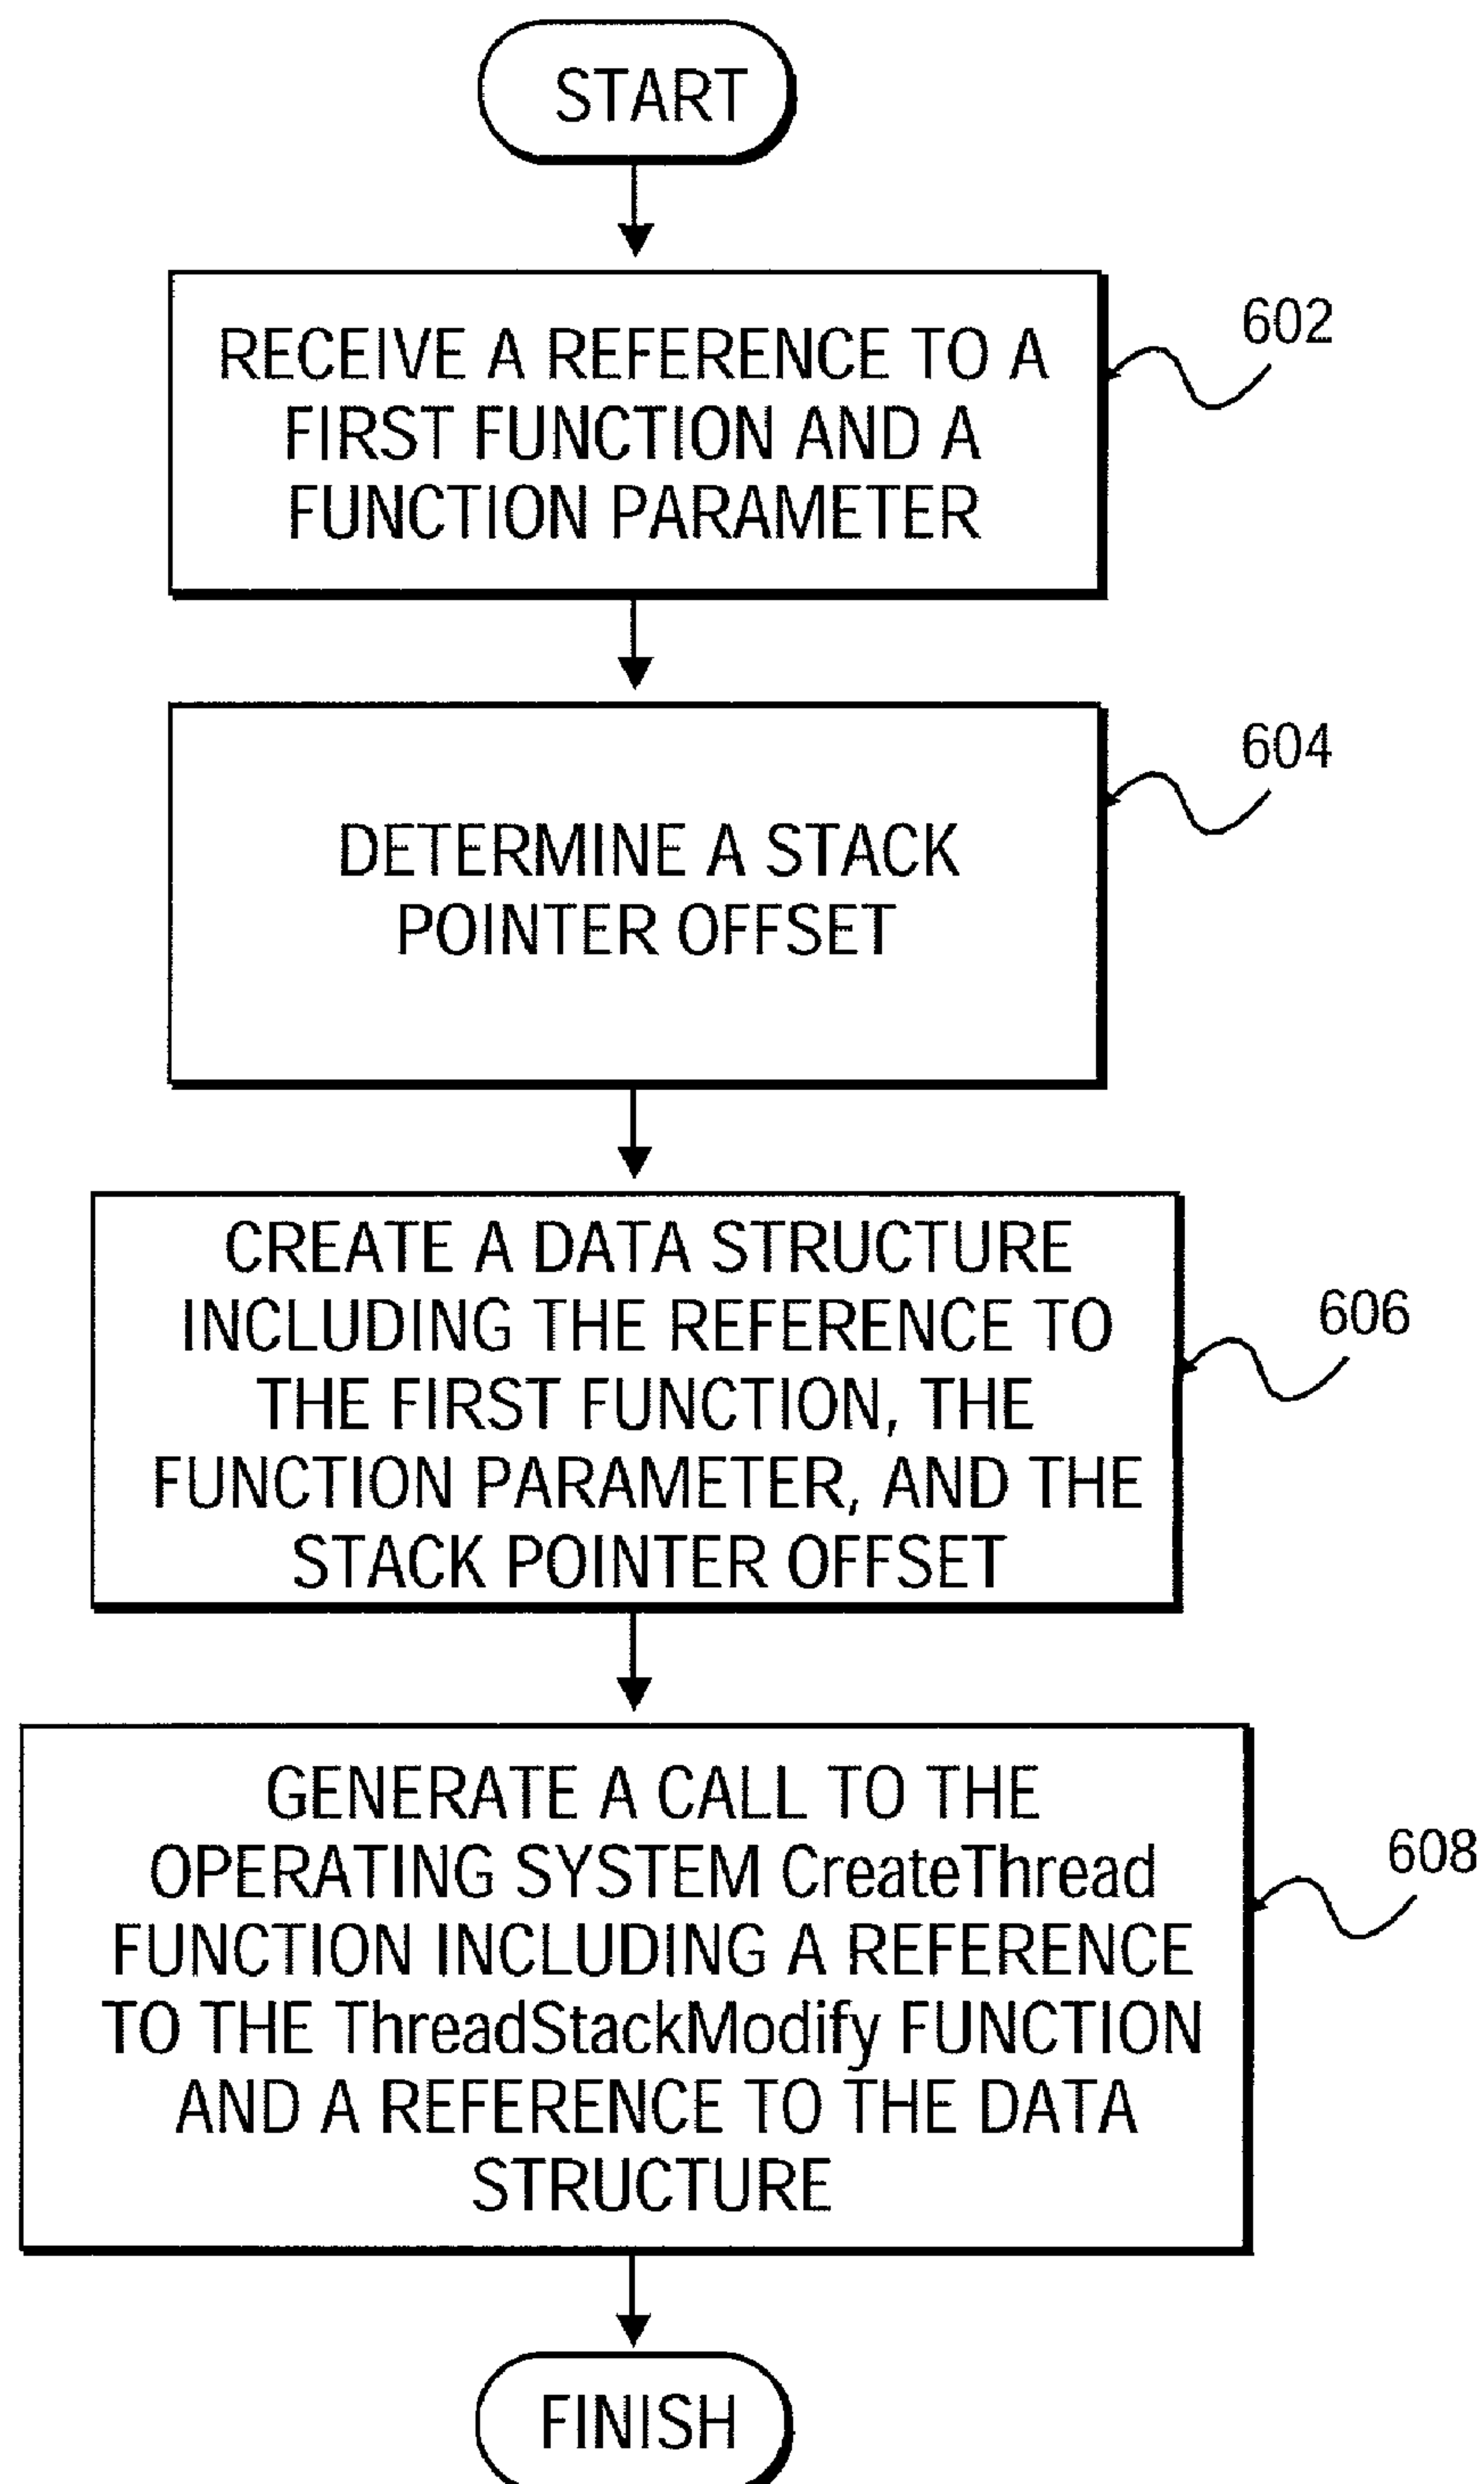 START
RECEIVE A REFERENCE TO A
FIRST FUNCTION AND A
FUNCTION PARAMETER
602
DETERMINE A STACK
POINTER OFFSET
604
CREATE A DATA STRUCTURE
INCLUDING THE REFERENCE TO
THE FIRST FUNCTION, THE
FUNCTION PARAMETER, AND THE
STACK POINTER OFFSET
606
GENERATE A CALL TO THE
OPERATING SYSTEM CreateThread
FUNCTION INCLUDING A REFERENCE
TO THE ThreadStackModify FUNCTION
AND A REFERENCE TO THE DATA
STRUCTURE
608
FINISH